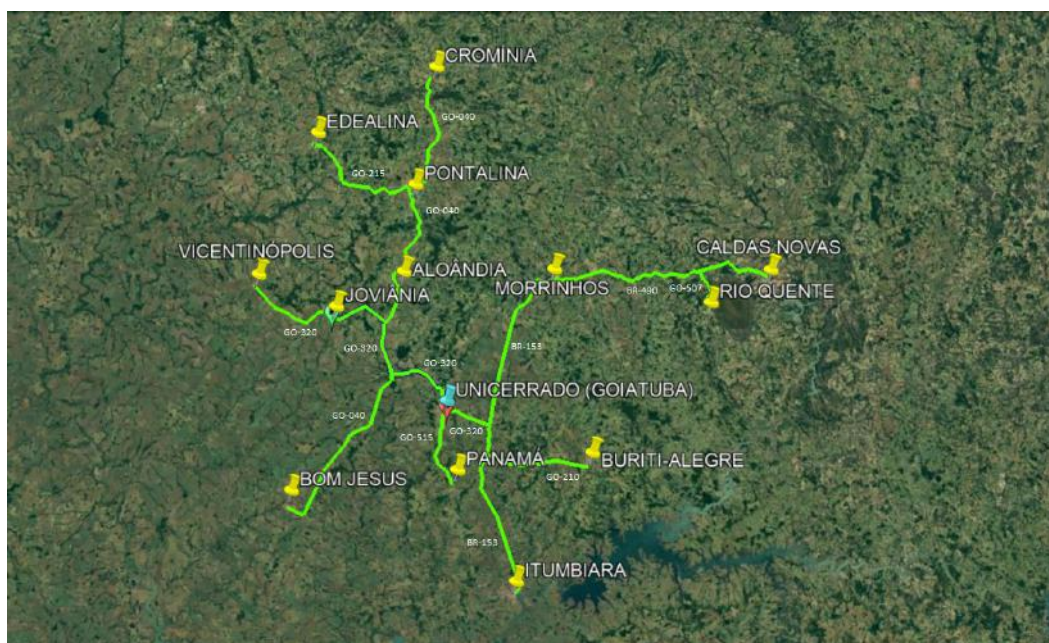 CROMÍNIA
GO-040
EDEALINA
GO-215
PONTALINA
GO-040
VICENTINÓPOLIS
ALOÂNDIA
CALDAS NOVAS
MORRINHOS
BR-490
GO-507
RIO QUENTE
JOVIÂNIA
GO-320
GO-320
BR-153
GO-320
UNICERRADO (GOIATUBA)
GO-040
GO-515
GO-320
PANAMÁ
BURITI-ALEGRE
GO-210
BOM JESUS
BR-153
ITUMBIARA